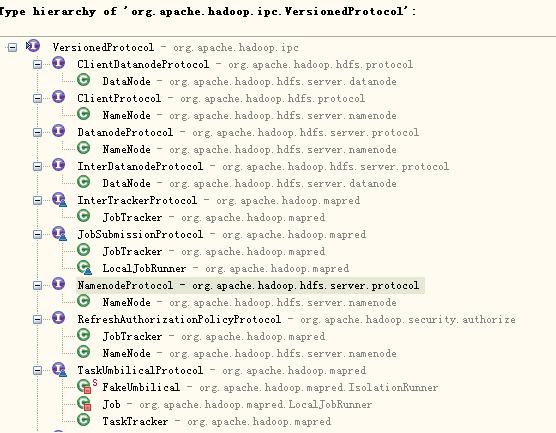 Type hierarchy of 'org.apache.hadoop.ipc.VersionedProtocol':
VersionedProtocol - org.apache.hadoop.ipc
ClientDatanodeProtocol - org.apache.hadoop.hdfs.protocol
DataNode - org.apache.hadoop.hdfs.server.datanode
ClientProtocol - org.apache.hadoop.hdfs.protocol
NameNode - org.apache.hadoop.hdfs.server.namenode
DatanodeProtocol - org.apache.hadoop.hdfs.server.protocol
NameNode - org.apache.hadoop.hdfs.server.namenode
InterDatanodeProtocol - org.apache.hadoop.hdfs.server.protocol
DataNode - org.apache.hadoop.hdfs.server.datanode
InterTrackerProtocol - org.apache.hadoop.mapred
JobTracker - org.apache.hadoop.mapred
JobSubmissionProtocol - org.apache.hadoop.mapred
JobTracker - org.apache.hadoop.mapred
LocalJobRunner - org.apache.hadoop.mapred
NamenodeProtocol - org.apache.hadoop.hdfs.server.protocol
NameNode - org.apache.hadoop.hdfs.server.namenode
RefreshAuthorizationPolicyProtocol - org.apache.hadoop.security.authorize
JobTracker - org.apache.hadoop.mapred
NameNode - org.apache.hadoop.hdfs.server.namenode
TaskUmbilicalProtocol - org.apache.hadoop.mapred
FakeUmbilical - org.apache.hadoop.mapred.IsolationRunner
Job - org.apache.hadoop.mapred.LocalJobRunner
TaskTracker - org.apache.hadoop.mapred